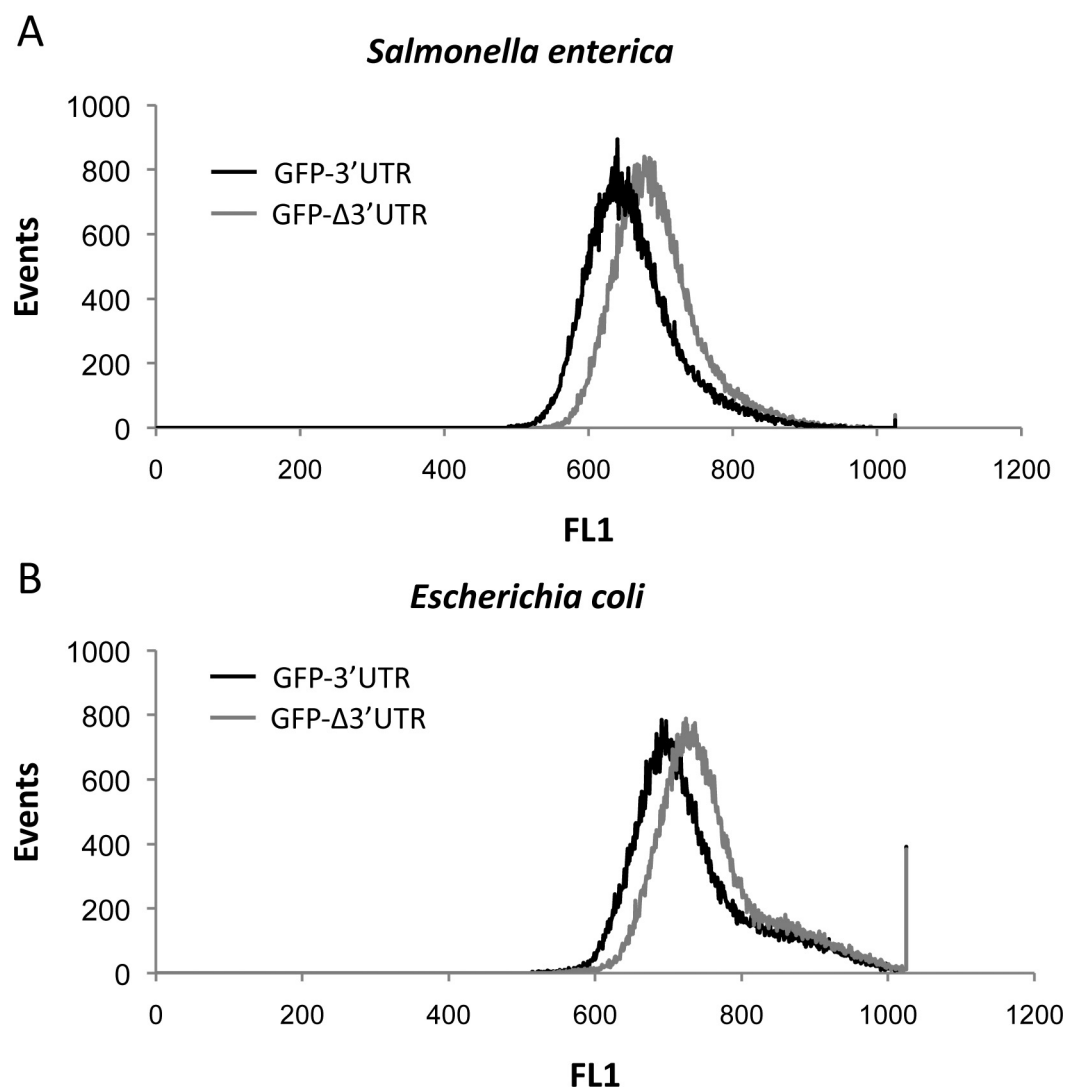 A
Salmonella enterica
1000
800
600
400
200
0
Events
GFP-3’UTR
GFP-Δ3’UTR
0 200 400 600 800 1000 1200
FL1
B
Escherichia coli
1000
800
600
400
200
0
Events
GFP-3’UTR
GFP-Δ3’UTR
0 200 400 600 800 1000 1200
FL1